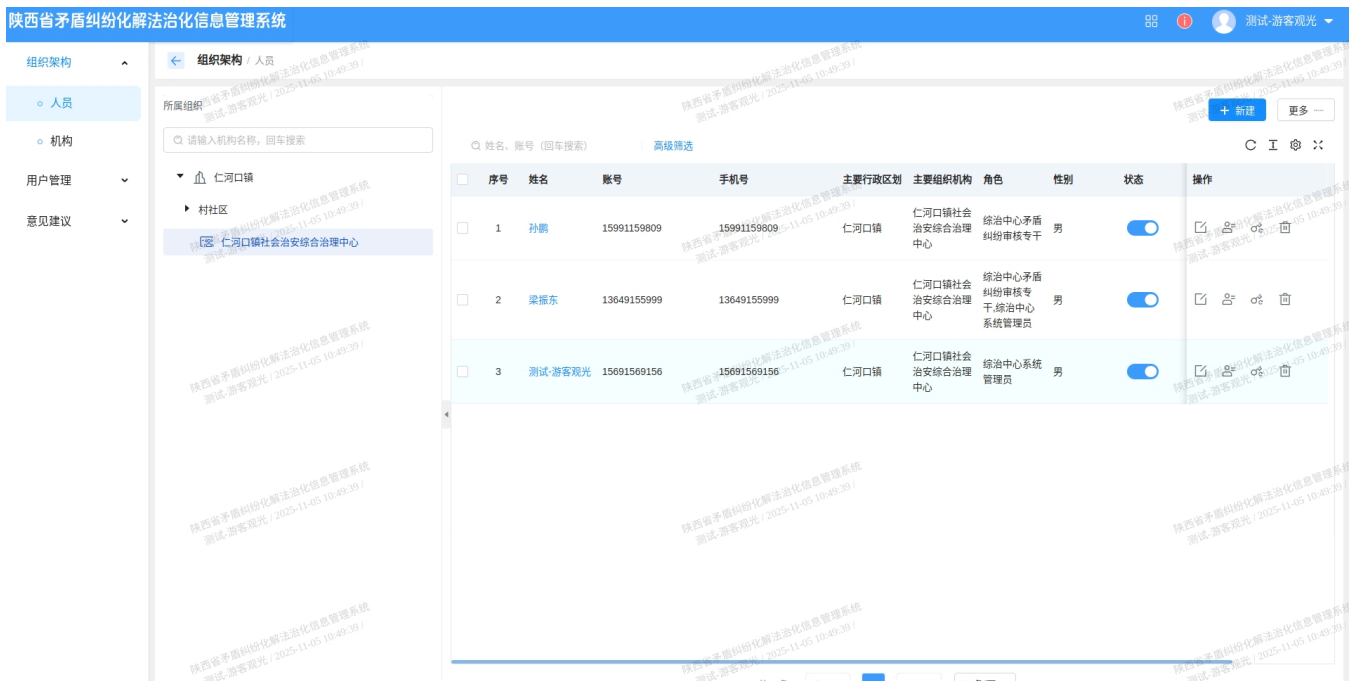 陕西省矛盾纠纷化解法治化信息管理系统
测试-游客观光
组织架构
人员
机构
用户管理
意见建议
组织架构 / 人员
所属组织
请输入机构名称，回车搜索
仁河口镇
村社区
仁河口镇社会治安综合治理中心
+ 新建
更多 ···
姓名、账号（回车搜索）
高级筛选
序号 姓名 账号 手机号 主要行政区划 主要组织机构 角色 性别 状态 操作
1 孙鹏 15991159809 15991159809 仁河口镇 仁河口镇社会治安综合治理中心 综治中心矛盾纠纷审核专干 男
2 梁振东 13649155999 13649155999 仁河口镇 仁河口镇社会治安综合治理中心 综治中心矛盾纠纷审核专干,综治中心系统管理员 男
3 测试-游客观光 15691569156 15691569156 仁河口镇 仁河口镇社会治安综合治理中心 综治中心系统管理员 男
陕西省矛盾纠纷化解法治化信息管理系统
测试-游客观光 / 2025-11-05 10:49:39 /